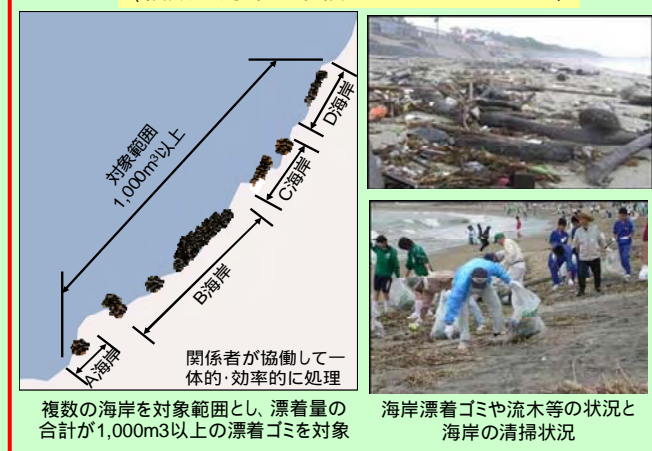 対象範囲
1,000m³以上
D海岸
C海岸
B海岸
A海岸
関係者が協働して一
体的・効率的に処理
複数の海岸を対象範囲とし、漂着量の
合計が1,000m3以上の漂着ゴミを対象
海岸漂着ゴミや流木等の状況と
海岸の清掃状況